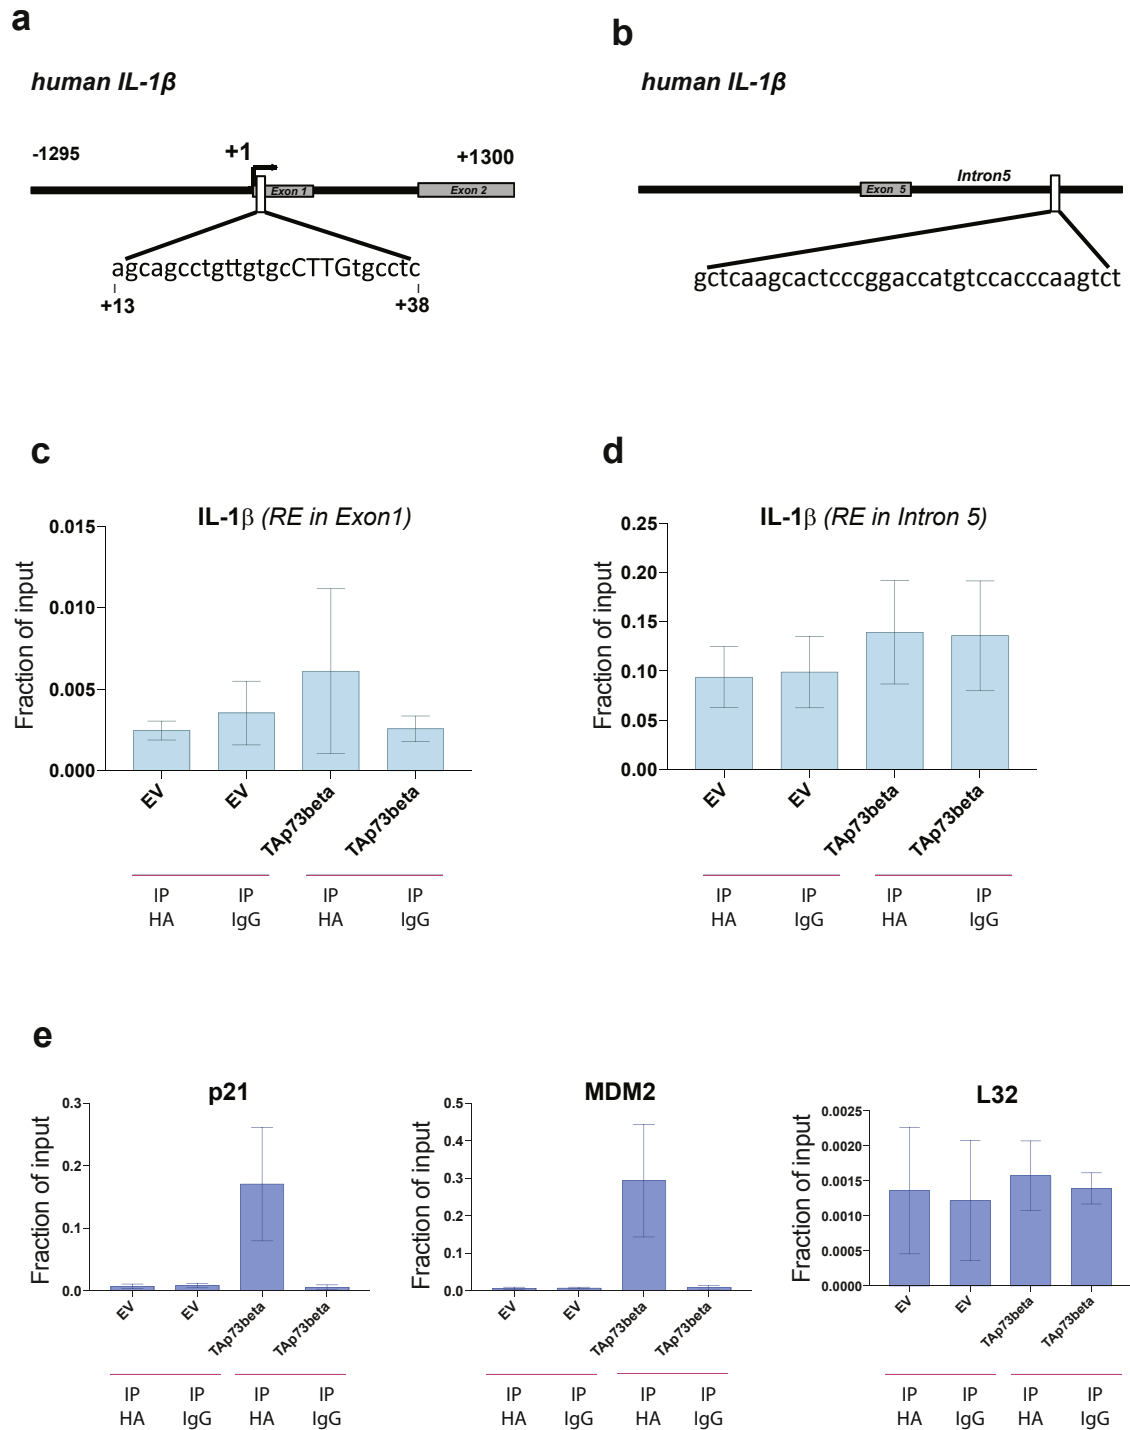 a
human IL-1β
-1295
+1
+1300
Exon 1
Exon 2
agcagcctgttgtgcCTTGtgcctc
+13
+38
b
human IL-1β
Exon 5
Intron5
gctcaagcactcccggaccatgtccacccaagtct
c
IL-1β (RE in Exon1)
Fraction of input
0.015
0.010
0.005
0.000
EV
EV
TAp73beta
TAp73beta
IP
HA
IP
IgG
IP
HA
IP
IgG
d
IL-1β (RE in Intron 5)
Fraction of input
0.25
0.20
0.15
0.10
0.05
0.00
EV
EV
TAp73beta
TAp73beta
IP
HA
IP
IgG
IP
HA
IP
IgG
e
p21
Fraction of input
0.3
0.2
0.1
0.0
EV
EV
TAp73beta
TAp73beta
IP
HA
IP
IgG
IP
HA
IP
IgG
MDM2
Fraction of input
0.5
0.4
0.3
0.2
0.1
0.0
EV
EV
TAp73beta
TAp73beta
IP
HA
IP
IgG
IP
HA
IP
IgG
L32
Fraction of input
0.0025
0.0020
0.0015
0.0010
0.0005
0.0000
EV
EV
TAp73beta
TAp73beta
IP
HA
IP
IgG
IP
HA
IP
IgG